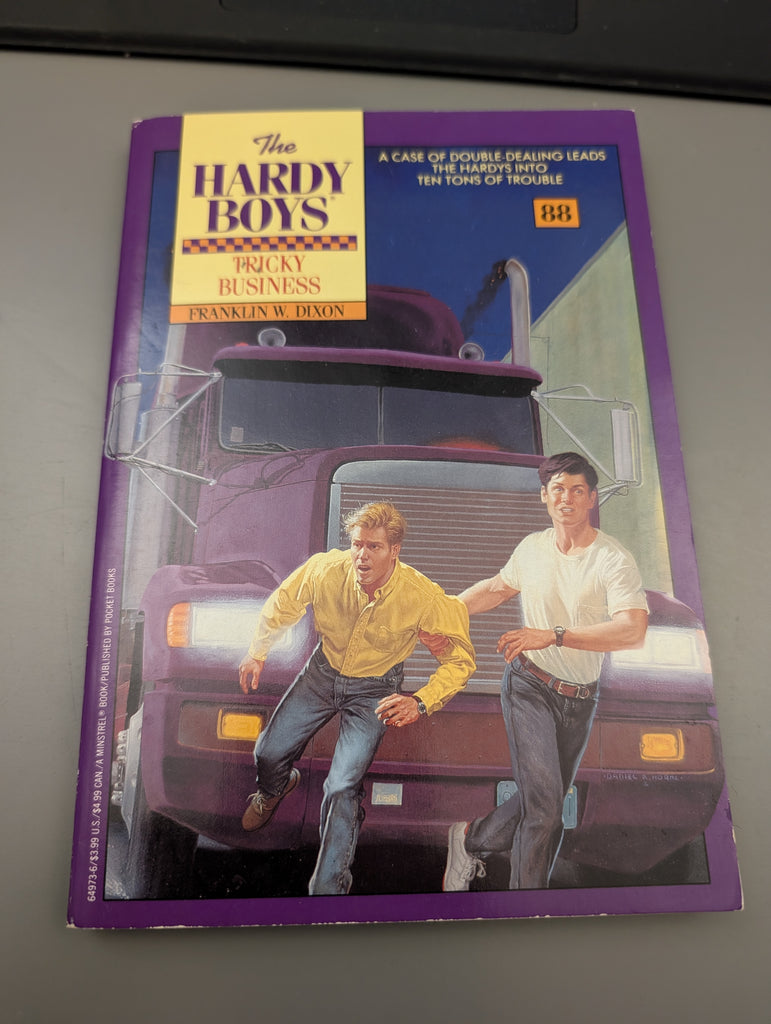 The
HARDY
BOYS®
TRICKY
BUSINESS
FRANKLIN W. DIXON
A CASE OF DOUBLE-DEALING LEADS
THE HARDYS INTO
TEN TONS OF TROUBLE
88
64973-6/$3.99 U.S./$4.99 CAN./A MINSTREL® BOOK/PUBLISHED BY POCKET BOOKS